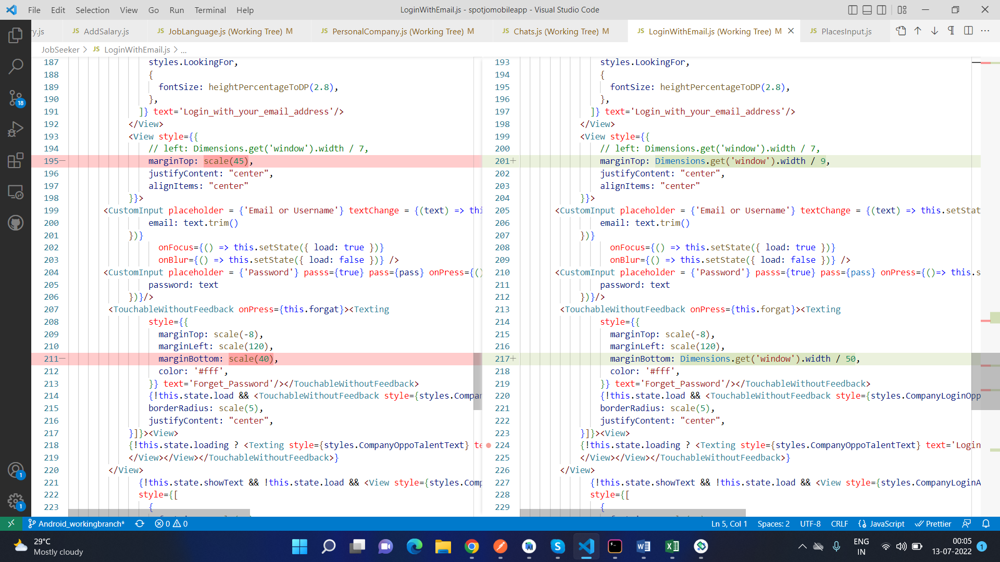 File Edit Selection View Go Run Terminal Help
LoginWithEmail.js - spotjomobileapp - Visual Studio Code
ry.js
JS AddSalary.js
JS JobLanguage.js (Working Tree) M
JS PersonalCompany.js (Working Tree) M
JS Chats.js (Working Tree) M
JS LoginWithEmail.js (Working Tree) M
JS PlacesInput.js
JobSeeker > JS LoginWithEmail.js > ...
187 styles.LookingFor,
188 {
189 fontSize: heightPercentageToDP(2.8),
190 },
191 ]} text='Login_with_your_email_address'/>
192 </View>
193 <View style={{
194 // left: Dimensions.get('window').width / 7,
195— marginTop: scale(45),
196 justifyContent: "center",
197 alignItems: "center"
198 }}>
199 <CustomInput placeholder = {'Email or Username'} textChange = {(text) => thi
200 email: text.trim()
201 })}
202 onFocus={() => this.setState({ load: true })}
203 onBlur={() => this.setState({ load: false })} />
204 <CustomInput placeholder = {'Password'} passs={true} pass={pass} onPress={()
205 password: text
206 })}/>
207 <TouchableWithoutFeedback onPress={this.forgat}><Texting
208 style={{
209 marginTop: scale(-8),
210 marginLeft: scale(120),
211— marginBottom: scale(40),
212 color: '#fff',
213 }} text='Forget_Password'/></TouchableWithoutFeedback>
214 {!this.state.load && <TouchableWithoutFeedback style={styles.Compan
215 borderRadius: scale(5),
216 justifyContent: "center",
217 }]}><View>
218 {!this.state.loading ? <Texting style={styles.CompanyOppoTalentText} te
219 </View></View></TouchableWithoutFeedback>}
220 </View>
221 {!this.state.showText && !this.state.load && <View style={styles.Comp
222 style={[
223 {
193 styles.LookingFor,
194 {
195 fontSize: heightPercentageToDP(2.8),
196 },
197 ]} text='Login_with_your_email_address'/>
198 </View>
199 <View style={{
200 // left: Dimensions.get('window').width / 7,
201+ marginTop: Dimensions.get('window').width / 9,
202 justifyContent: "center",
203 alignItems: "center"
204 }}>
205 <CustomInput placeholder = {'Email or Username'} textChange = {(text) => this.setStat
206 email: text.trim()
207 })}
208 onFocus={() => this.setState({ load: true })}
209 onBlur={() => this.setState({ load: false })} />
210 <CustomInput placeholder = {'Password'} passs={true} pass={pass} onPress={()=> this.s
211 password: text
212 })}/>
213 <TouchableWithoutFeedback onPress={this.forgat}><Texting
214 style={{
215 marginTop: scale(-8),
216 marginLeft: scale(120),
217+ marginBottom: Dimensions.get('window').width / 50,
218 color: '#fff',
219 }} text='Forget_Password'/></TouchableWithoutFeedback>
220 {!this.state.load && <TouchableWithoutFeedback style={styles.CompanyLoginOpp
221 borderRadius: scale(5),
222 justifyContent: "center",
223 }]}><View>
224 {!this.state.loading ? <Texting style={styles.CompanyOppoTalentText} text='Login
225 </View></View></TouchableWithoutFeedback>}
226 </View>
227 {!this.state.showText && !this.state.load && <View style={styles.CompanyLoginA
228 style={[
229 {
18
1
1
Android_workingbranch* 0 0
Ln 5, Col 1 Spaces: 2 UTF-8 CRLF {} JavaScript Prettier
29°C
Mostly cloudy
ENG
IN
00:05
13-07-2022
1